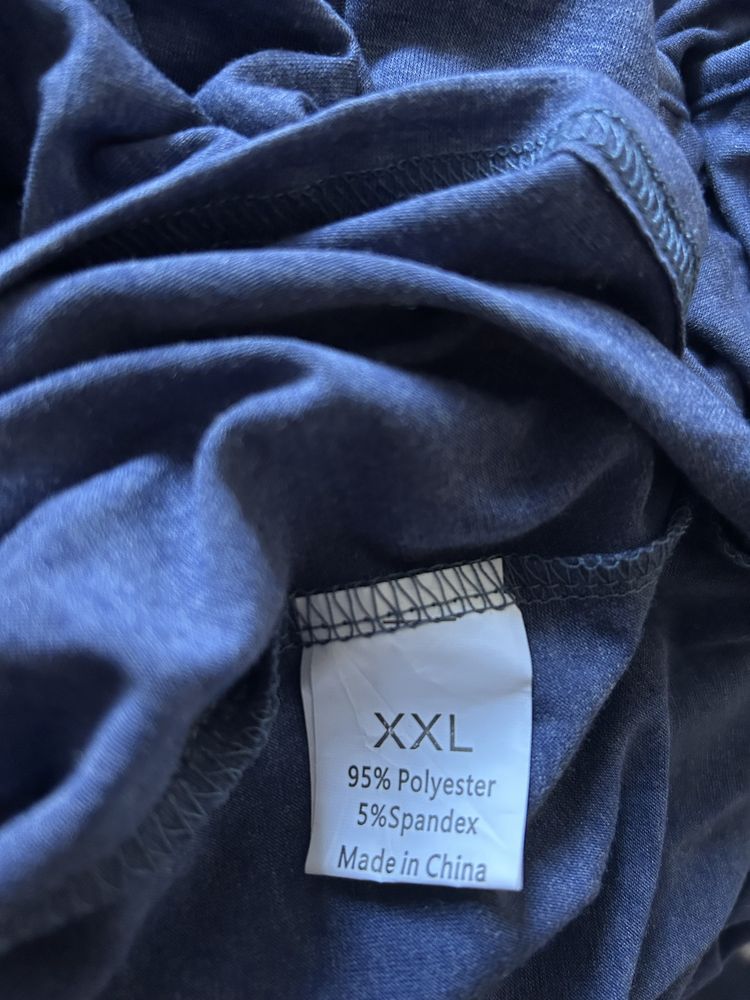 XXL
95% Polyester
5%Spandex
Made in China